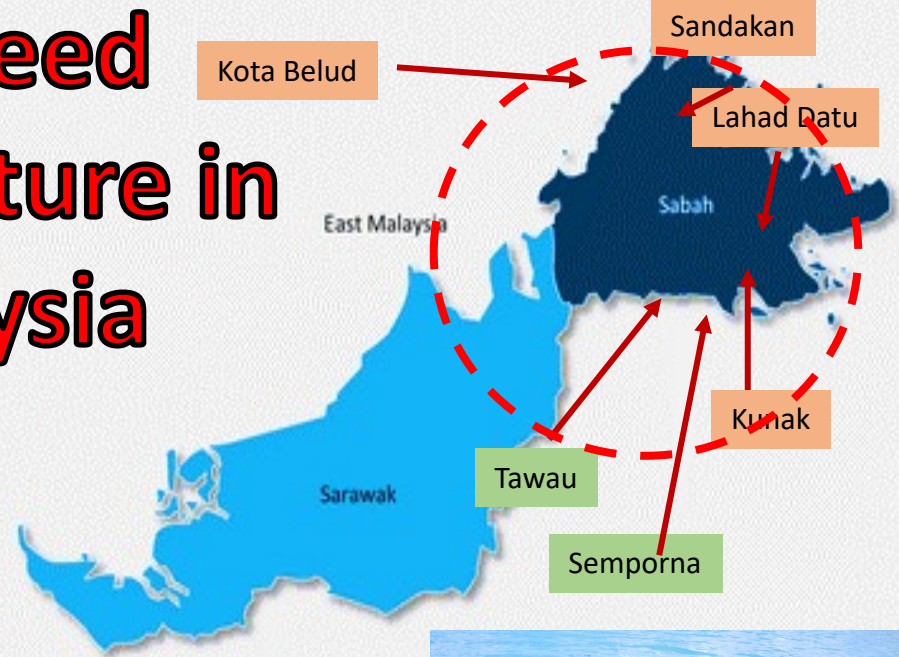 eed
ture in
ysia
Sandakan
Kota Belud
Lahad Datu
Sabah
East Malaysia
Kunak
Tawau
Sarawak
Semporna